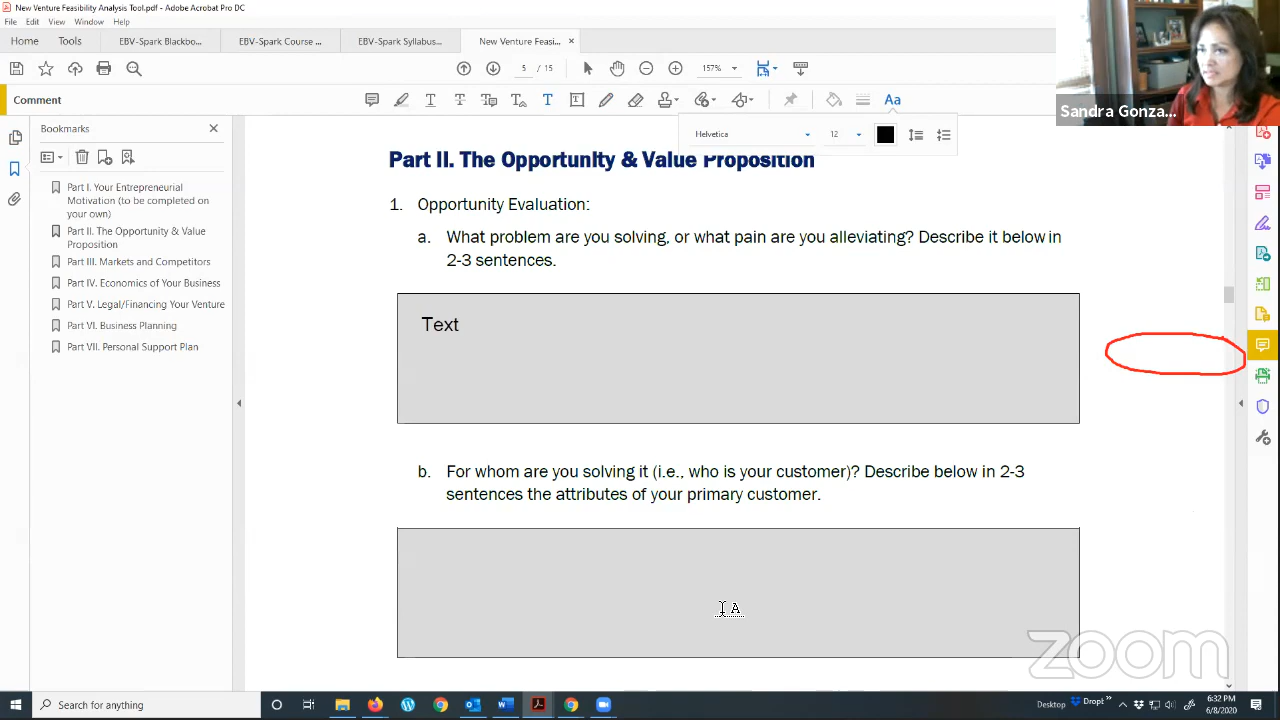 New Venture Feasibility Analysis Tool.pdf - Adobe Acrobat Pro DC
File Edit View Window Help
Home Tools EBV-Spark Blackbo... EBV-Spark Course ... EBV-Spark Syllabus... New Venture Feasi... ×
/ 15 157%
Comment Aa
Sandra Gonza...
Bookmarks
Helvetica 12
Part I. Your Entrepreneurial
Motivation (to be completed on
your own)
Part II. The Opportunity & Value
Proposition
Part III. Markets and Competitors
Part IV. Economics of Your Business
Part V. Legal/Financing Your Venture
Part VI. Business Planning
Part VII. Personal Support Plan
Part II. The Opportunity & Value Proposition
1. Opportunity Evaluation:
a. What problem are you solving, or what pain are you alleviating? Describe it below in
2-3 sentences.
Text
b. For whom are you solving it (i.e., who is your customer)? Describe below in 2-3
sentences the attributes of your primary customer.
A
zoom
Type here to search
Desktop
Dropt
6:32 PM
6/8/2020